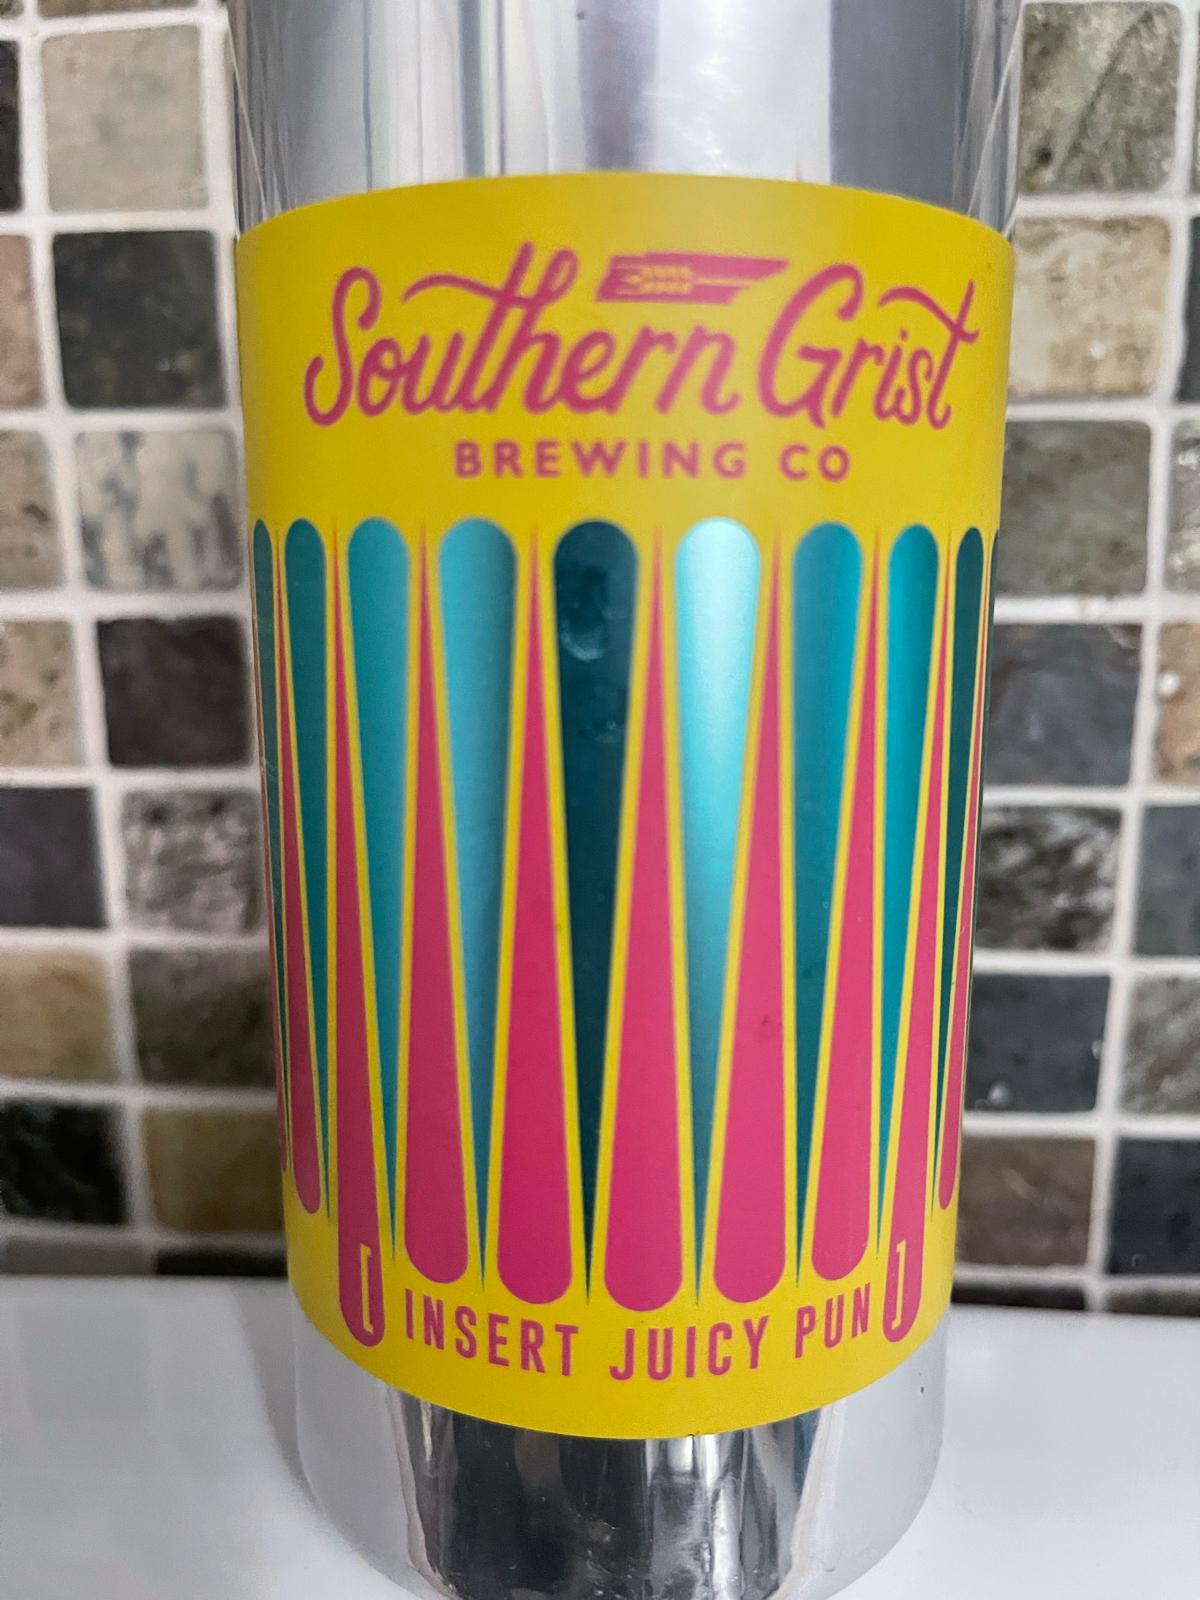 Southern Grist
BREWING CO
[ INSERT JUICY PUN ]